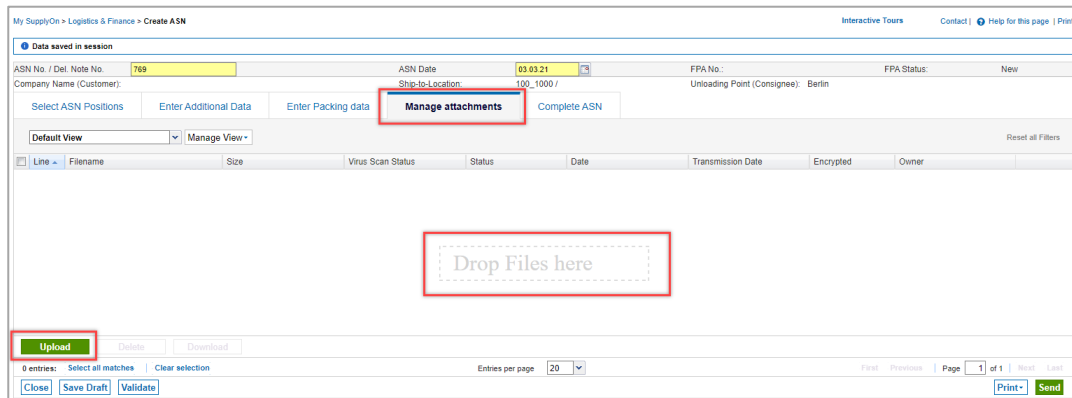 My SupplyOn > Logistics & Finance > Create ASN Interactive Tours Contact | Help for this page | Print
Data saved in session
ASN No. / Del. Note No. 769 ASN Date 03.03.21 FPA No.: FPA Status: New
Company Name (Customer): Ship-to-Location: 100_1000 / Unloading Point (Consignee): Berlin
Select ASN Positions Enter Additional Data Enter Packing data Manage attachments Complete ASN
Default View Manage View Reset all Filters
Line Filename Size Virus Scan Status Status Date Transmission Date Encrypted Owner
Drop Files here
Upload Delete Download
0 entries: Select all matches | Clear selection Entries per page 20 First Previous | Page 1 of 1 | Next Last
Close Save Draft Validate Print Send